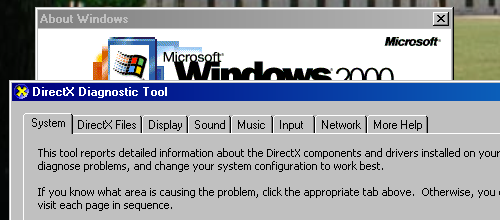 About Windows
Microsoft
Microsoft
Windows 2000
DirectX Diagnostic Tool
System DirectX Files Display Sound Music Input Network More Help
This tool reports detailed information about the DirectX components and drivers installed on your
diagnose problems, and change your system configuration to work best.
If you know what area is causing the problem, click the appropriate tab above. Otherwise, you
visit each page in sequence.